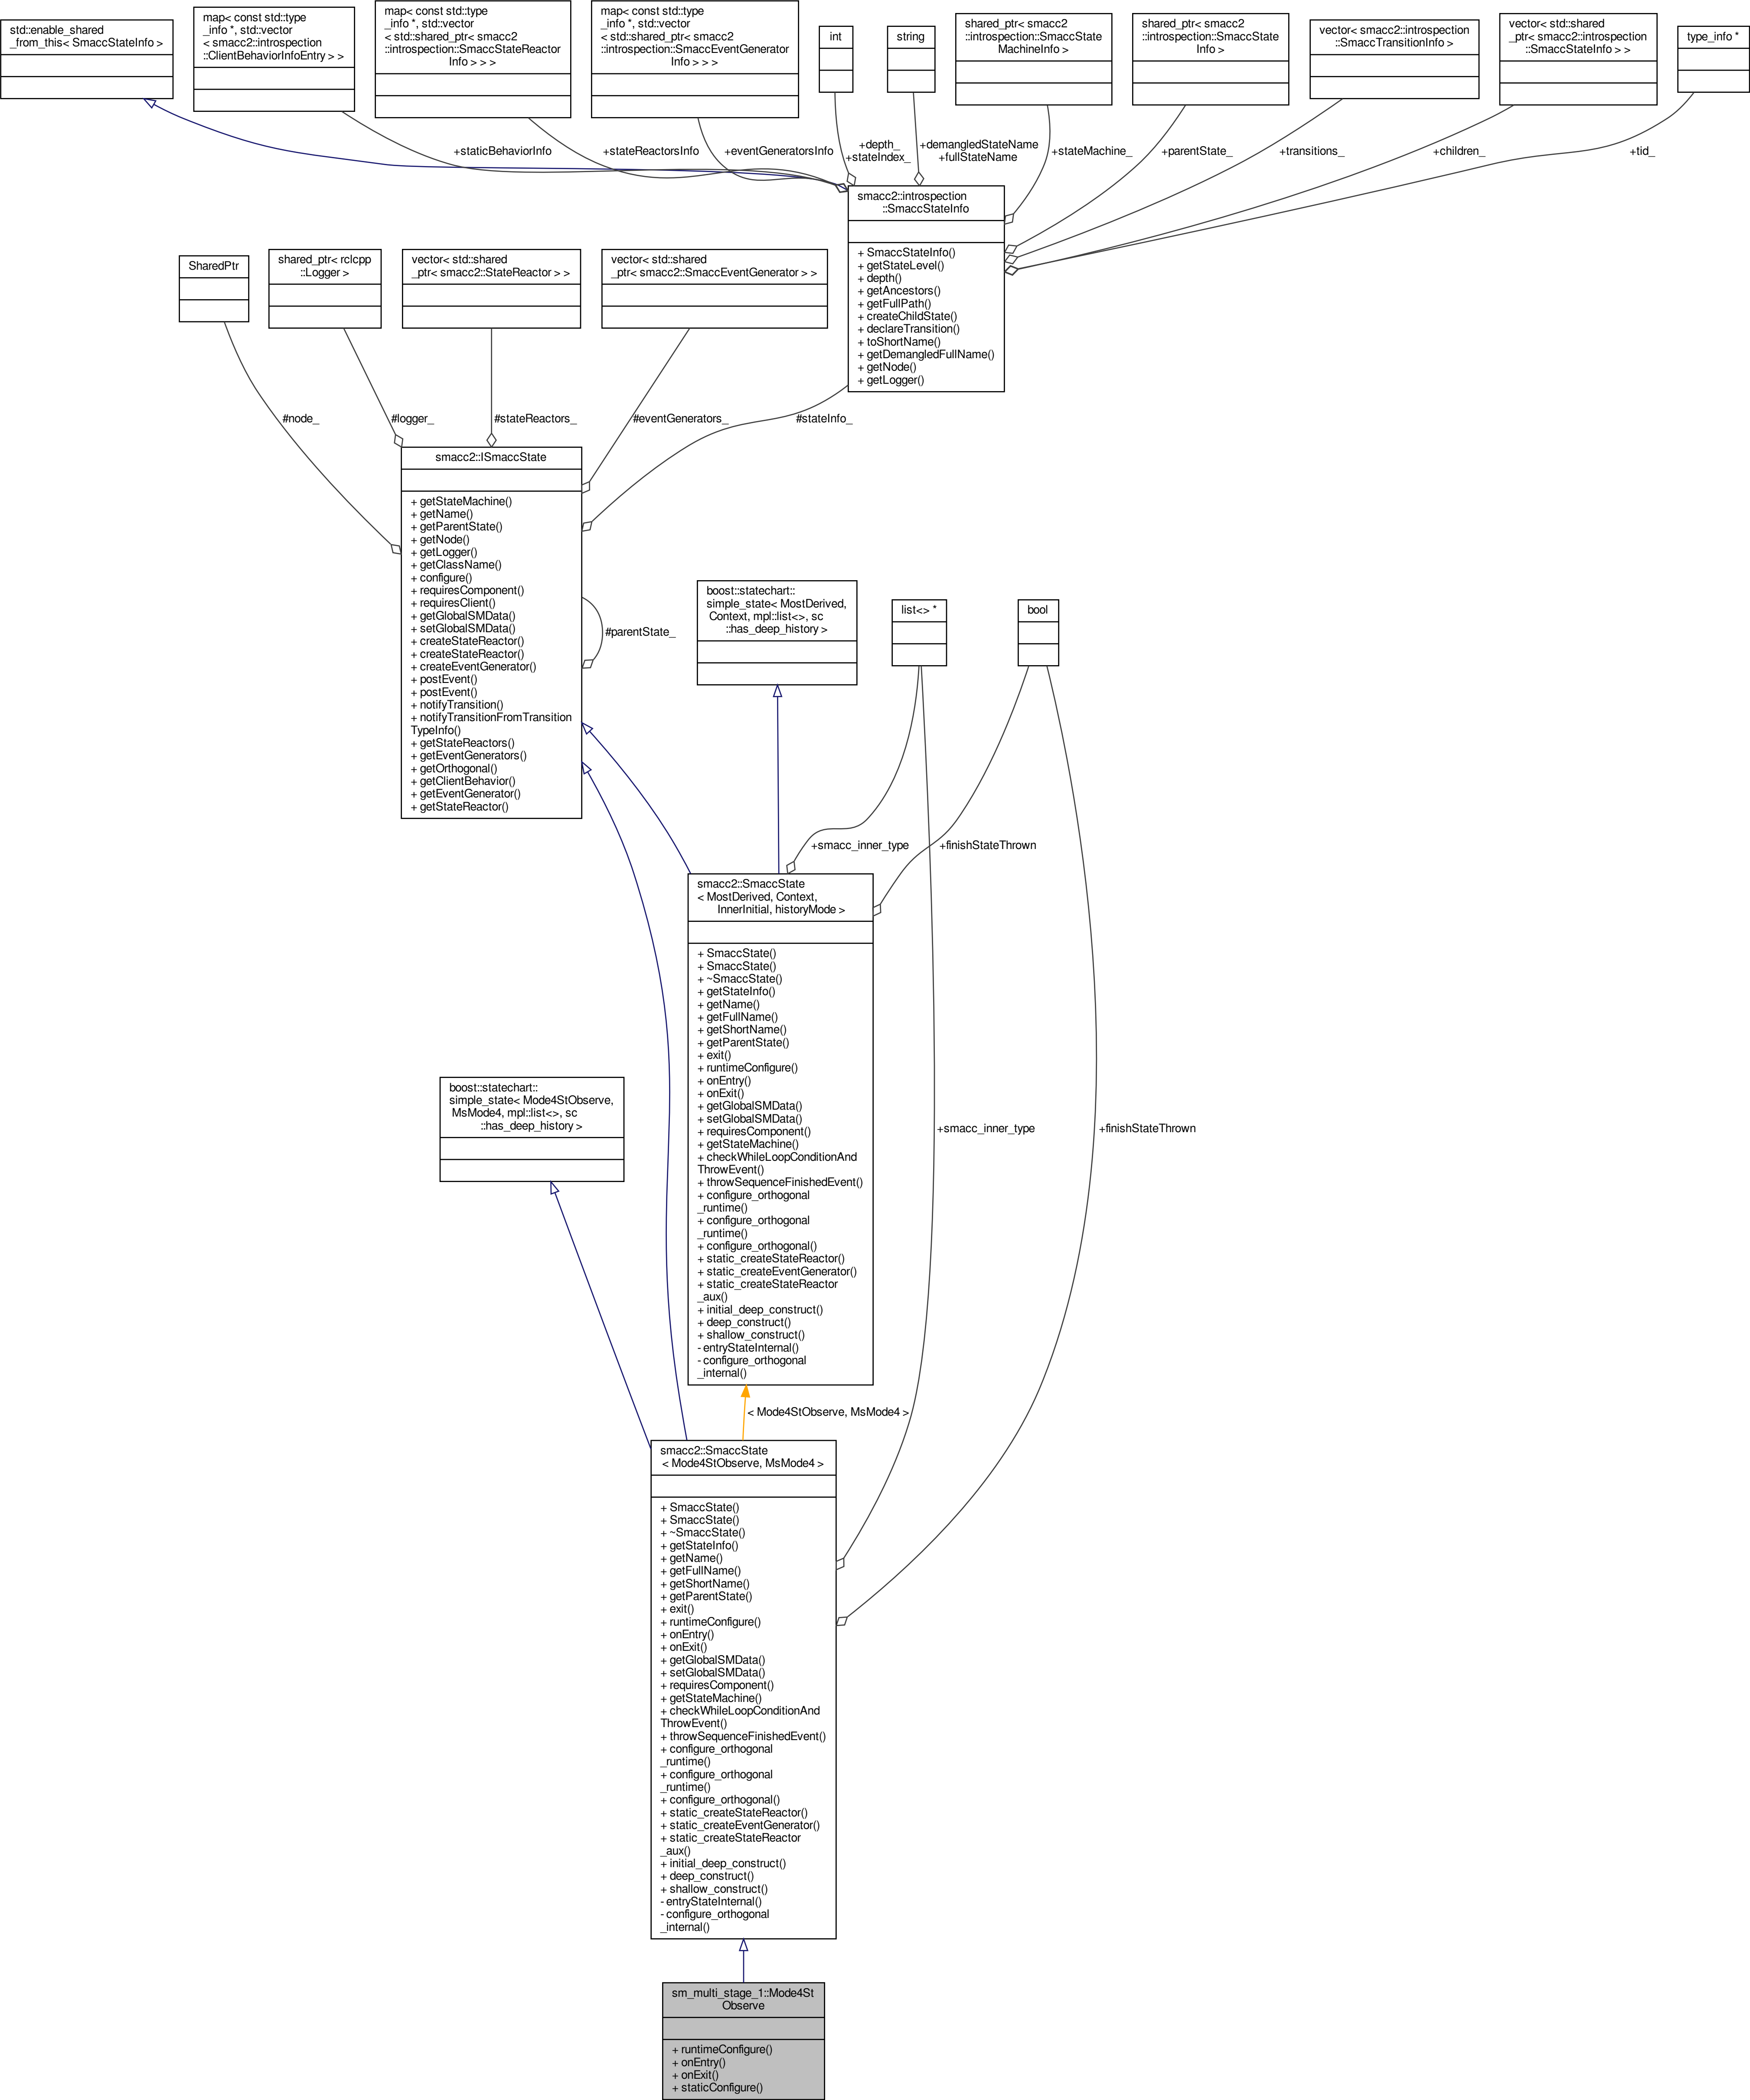 std::enable_shared
_from_this< SmaccStateInfo >
map< const std::type
_info *, std::vector
< smacc2::introspection
::ClientBehaviorInfoEntry > >
map< const std::type
_info *, std::vector
< std::shared_ptr< smacc2
::introspection::SmaccStateReactor
Info > > >
map< const std::type
_info *, std::vector
< std::shared_ptr< smacc2
::introspection::SmaccEventGenerator
Info > > >
int
string
shared_ptr< smacc2
::introspection::SmaccState
MachineInfo >
shared_ptr< smacc2
::introspection::SmaccState
Info >
vector< smacc2::introspection
::SmaccTransitionInfo >
vector< std::shared
_ptr< smacc2::introspection
::SmaccStateInfo > >
type_info *
+staticBehaviorInfo
+stateReactorsInfo
+eventGeneratorsInfo
+depth_
+stateIndex_
+demangledStateName
+fullStateName
+stateMachine_
+parentState_
+transitions_
+children_
+tid_
smacc2::introspection
::SmaccStateInfo
+ SmaccStateInfo()
+ getStateLevel()
+ depth()
+ getAncestors()
+ getFullPath()
+ createChildState()
+ declareTransition()
+ toShortName()
+ getDemangledFullName()
+ getNode()
+ getLogger()
SharedPtr
shared_ptr< rclcpp
::Logger >
vector< std::shared
_ptr< smacc2::StateReactor > >
vector< std::shared
_ptr< smacc2::SmaccEventGenerator > >
#node_
#logger_
#stateReactors_
#eventGenerators_
#stateInfo_
smacc2::ISmaccState
+ getStateMachine()
+ getName()
+ getParentState()
+ getNode()
+ getLogger()
+ getClassName()
+ configure()
+ requiresComponent()
+ requiresClient()
+ getGlobalSMData()
+ setGlobalSMData()
+ createStateReactor()
+ createStateReactor()
+ createEventGenerator()
+ postEvent()
+ postEvent()
+ notifyTransition()
+ notifyTransitionFromTransition
TypeInfo()
+ getStateReactors()
+ getEventGenerators()
+ getOrthogonal()
+ getClientBehavior()
+ getEventGenerator()
+ getStateReactor()
#parentState_
boost::statechart::
simple_state< MostDerived,
Context, mpl::list<>, sc
::has_deep_history >
list<> *
bool
+smacc_inner_type
+finishStateThrown
smacc2::SmaccState
< MostDerived, Context,
InnerInitial, historyMode >
+ SmaccState()
+ SmaccState()
+ ~SmaccState()
+ getStateInfo()
+ getName()
+ getFullName()
+ getShortName()
+ getParentState()
+ exit()
+ runtimeConfigure()
+ onEntry()
+ onExit()
+ getGlobalSMData()
+ setGlobalSMData()
+ requiresComponent()
+ getStateMachine()
+ checkWhileLoopConditionAnd
ThrowEvent()
+ throwSequenceFinishedEvent()
+ configure_orthogonal
_runtime()
+ configure_orthogonal
_runtime()
+ configure_orthogonal()
+ static_createStateReactor()
+ static_createEventGenerator()
+ static_createStateReactor
_aux()
+ initial_deep_construct()
+ deep_construct()
+ shallow_construct()
- entryStateInternal()
- configure_orthogonal
_internal()
boost::statechart::
simple_state< Mode4StObserve,
MsMode4, mpl::list<>, sc
::has_deep_history >
+smacc_inner_type
+finishStateThrown
< Mode4StObserve, MsMode4 >
smacc2::SmaccState
< Mode4StObserve, MsMode4 >
+ SmaccState()
+ SmaccState()
+ ~SmaccState()
+ getStateInfo()
+ getName()
+ getFullName()
+ getShortName()
+ getParentState()
+ exit()
+ runtimeConfigure()
+ onEntry()
+ onExit()
+ getGlobalSMData()
+ setGlobalSMData()
+ requiresComponent()
+ getStateMachine()
+ checkWhileLoopConditionAnd
ThrowEvent()
+ throwSequenceFinishedEvent()
+ configure_orthogonal
_runtime()
+ configure_orthogonal
_runtime()
+ configure_orthogonal()
+ static_createStateReactor()
+ static_createEventGenerator()
+ static_createStateReactor
_aux()
+ initial_deep_construct()
+ deep_construct()
+ shallow_construct()
- entryStateInternal()
- configure_orthogonal
_internal()
sm_multi_stage_1::Mode4St
Observe
+ runtimeConfigure()
+ onEntry()
+ onExit()
+ staticConfigure()